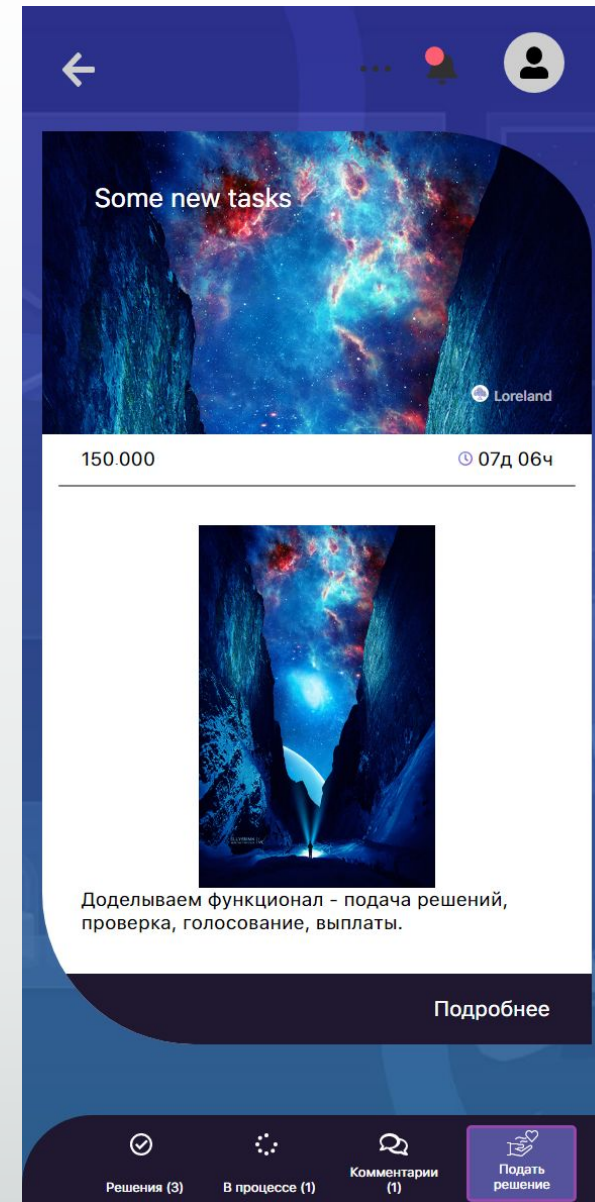 Some new tasks
Loreland
150.000
07д 06ч
Доделываем функционал - подача решений,
проверка, голосование, выплаты.
Подробнее
Решения (3)
В процессе (1)
Комментарии
(1)
Подать
решение